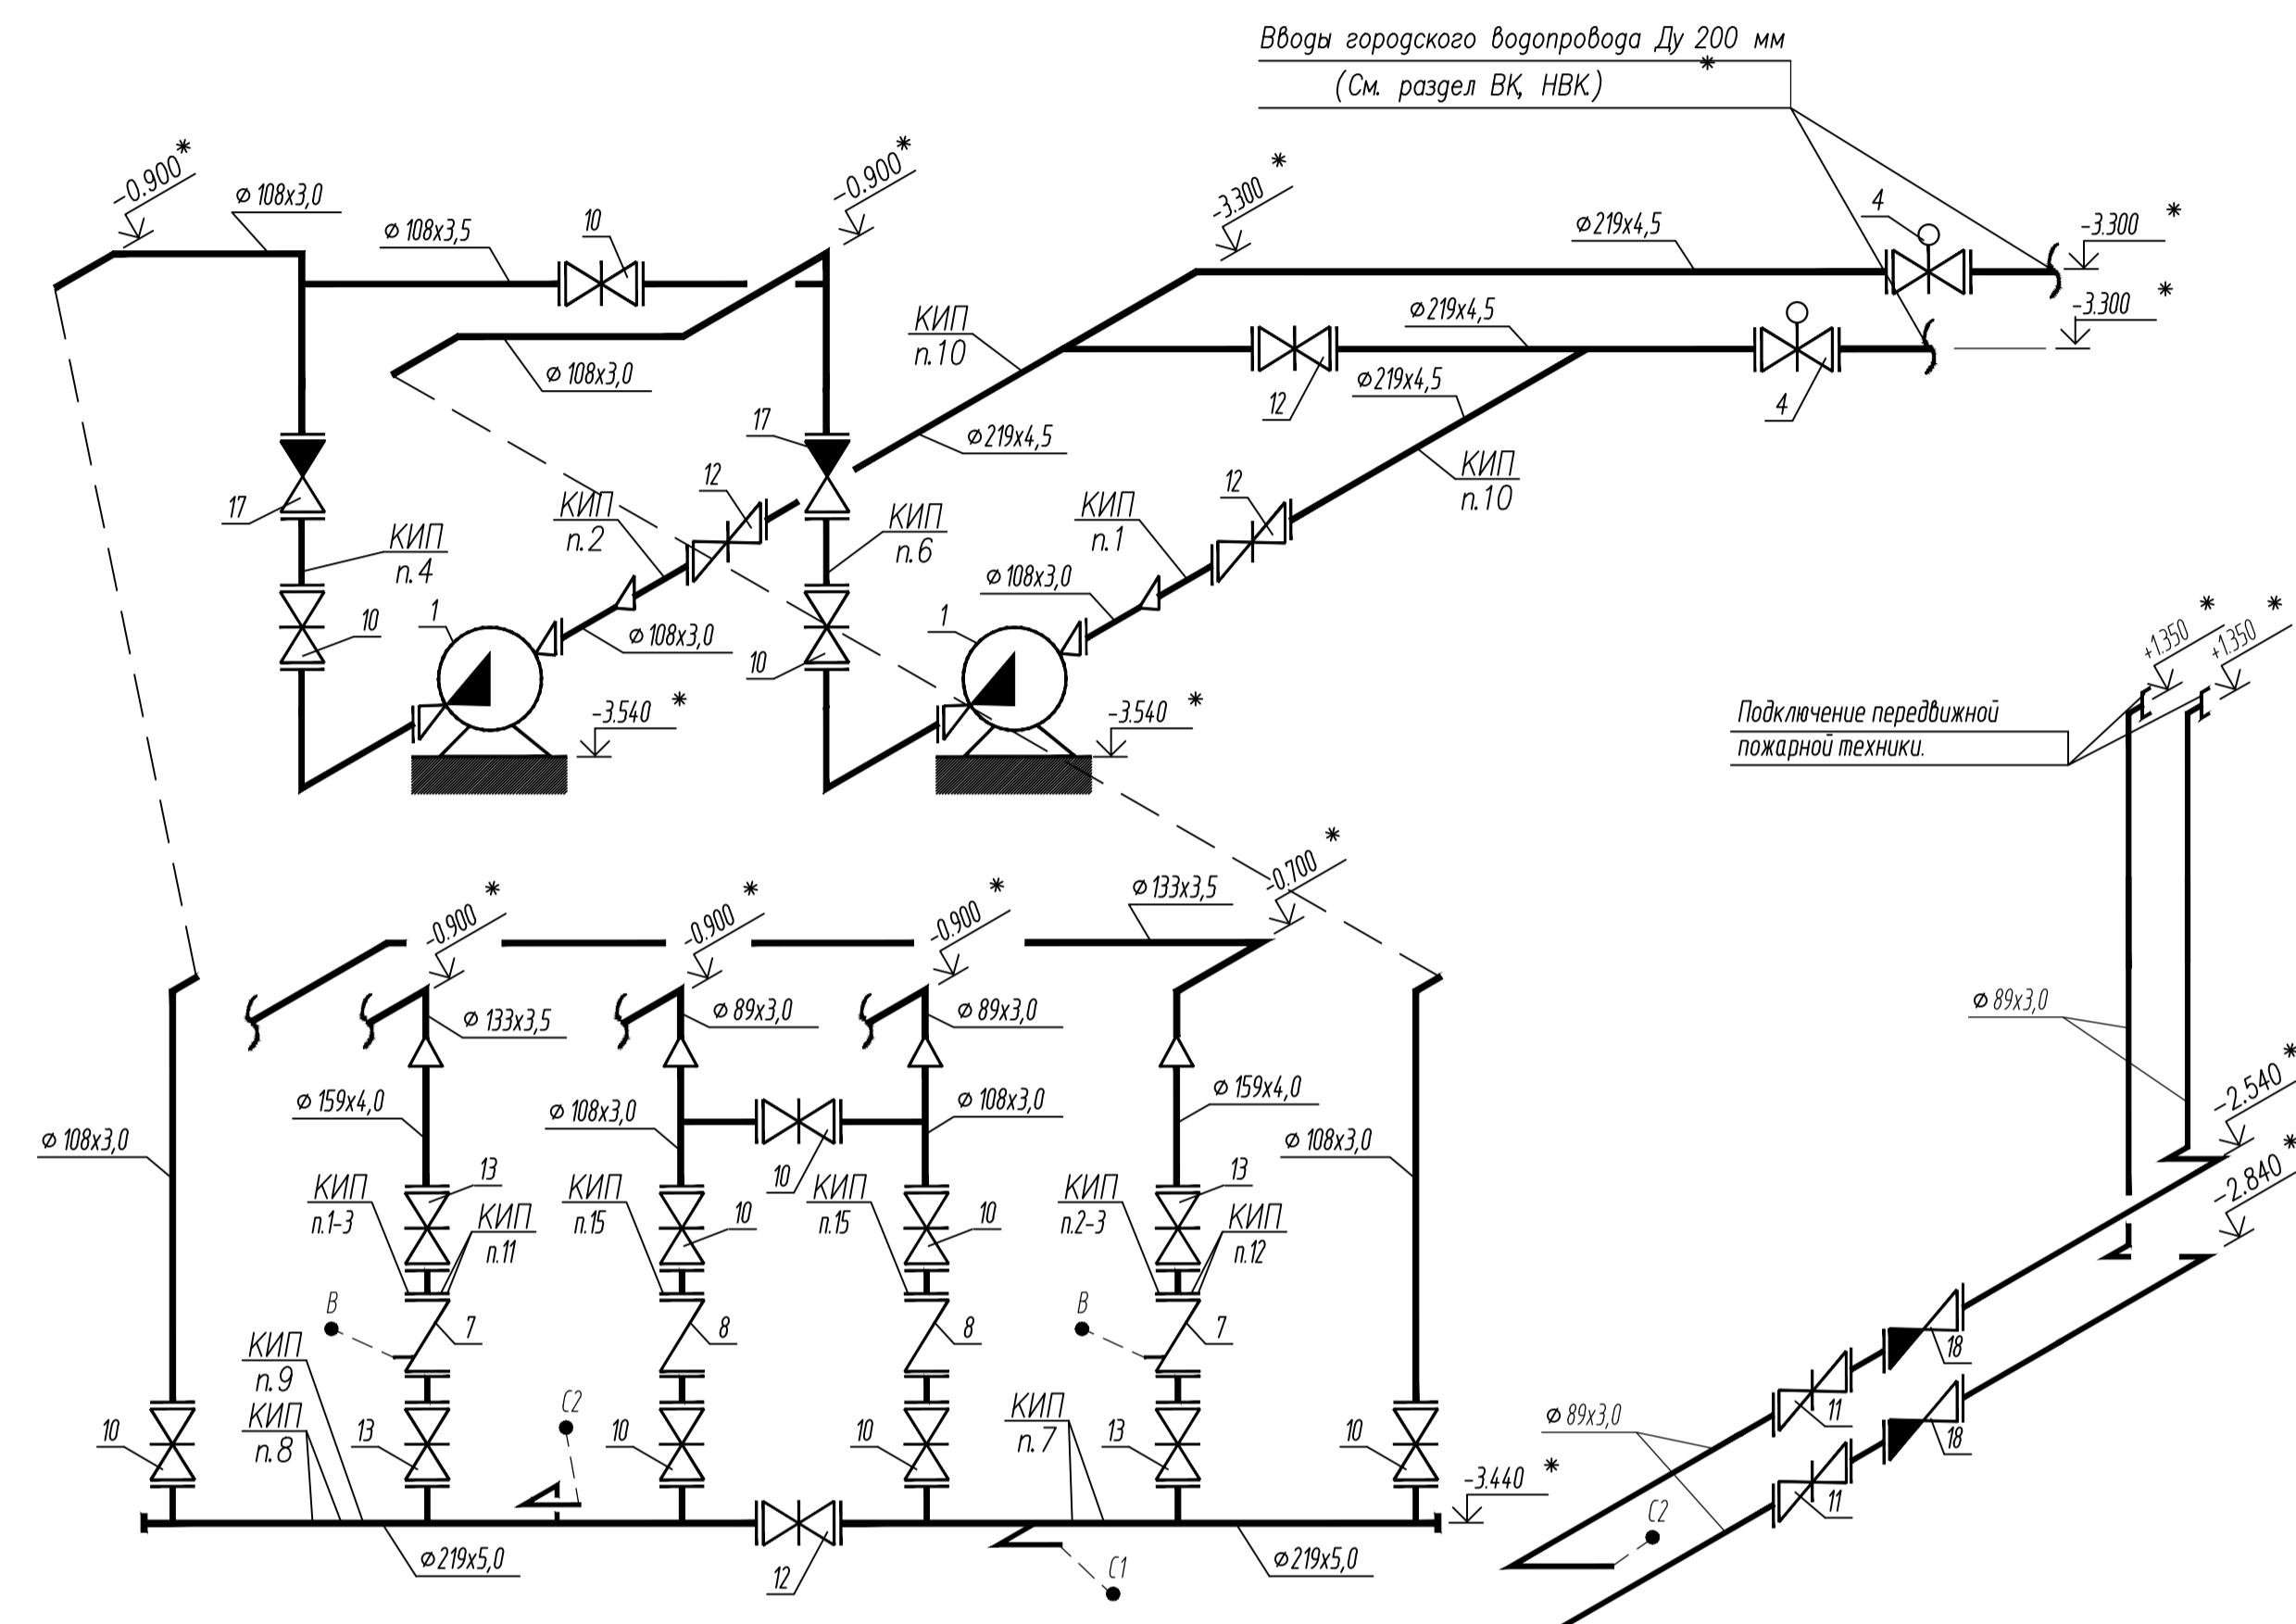 Вводы городского водопровода Ду 200 мм
*
(См. раздел ВК, НВК.)
-0.900*
⌀108х3,0
⌀108х3,5
10
-0.900*
-3.300 *
⌀219х4,5
4
-3.300 *
-3.300 *
КИП
п.10
⌀219х4,5
⌀108х3,0
12
⌀219х4,5
4
17
⌀219х4,5
КИП
п.10
17
КИП
п.2
12
КИП
п.6
КИП
п.1
12
КИП
п.4
⌀108х3,0
10
1
⌀108х3,0
10
1
-3.540 *
-3.540 *
+1.350 *
+1.350 *
Подключение передвижной
пожарной техники.
-0.900 *
-0.900 *
-0.900 *
⌀133х3,5
-0.700 *
⌀133х3,5
⌀89х3,0
⌀89х3,0
⌀89х3,0
⌀108х3,0
⌀159х4,0
⌀108х3,0
⌀108х3,0
⌀159х4,0
⌀108х3,0
-2.540 *
-2.840 *
КИП
п.1-3
13
КИП
п.11
КИП
п.15
10
10
КИП
п.15
10
КИП
п.2-3
13
КИП
п.12
В
7
8
8
В
7
18
КИП
п.9
КИП
п.8
10
13
С2
10
10
КИП
п.7
13
10
-3.440 *
⌀89х3,0
11
18
11
С2
⌀219х5,0
12
С1
⌀219х5,0